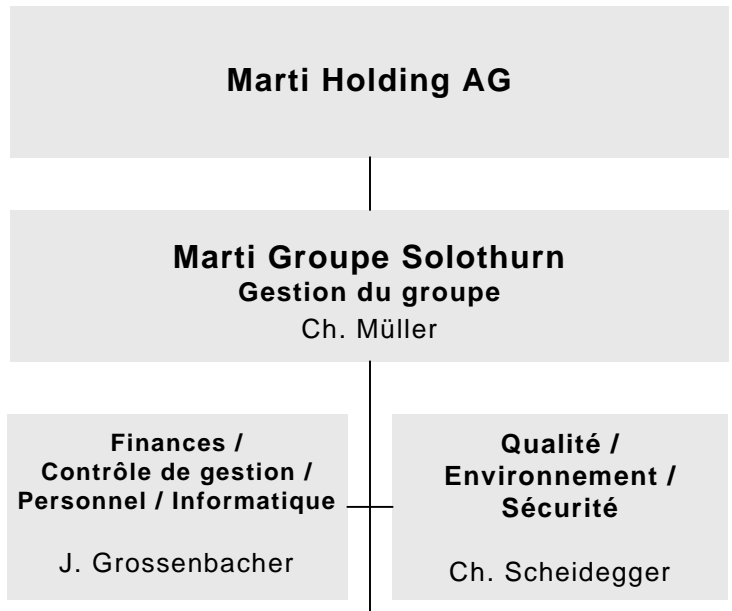 Marti Holding AG
Marti Groupe Solothurn
Gestion du groupe
Ch. Müller
Finances /
Contrôle de gestion /
Personnel / Informatique
J. Grossenbacher
Qualité /
Environnement /
Sécurité
Ch. Scheidegger